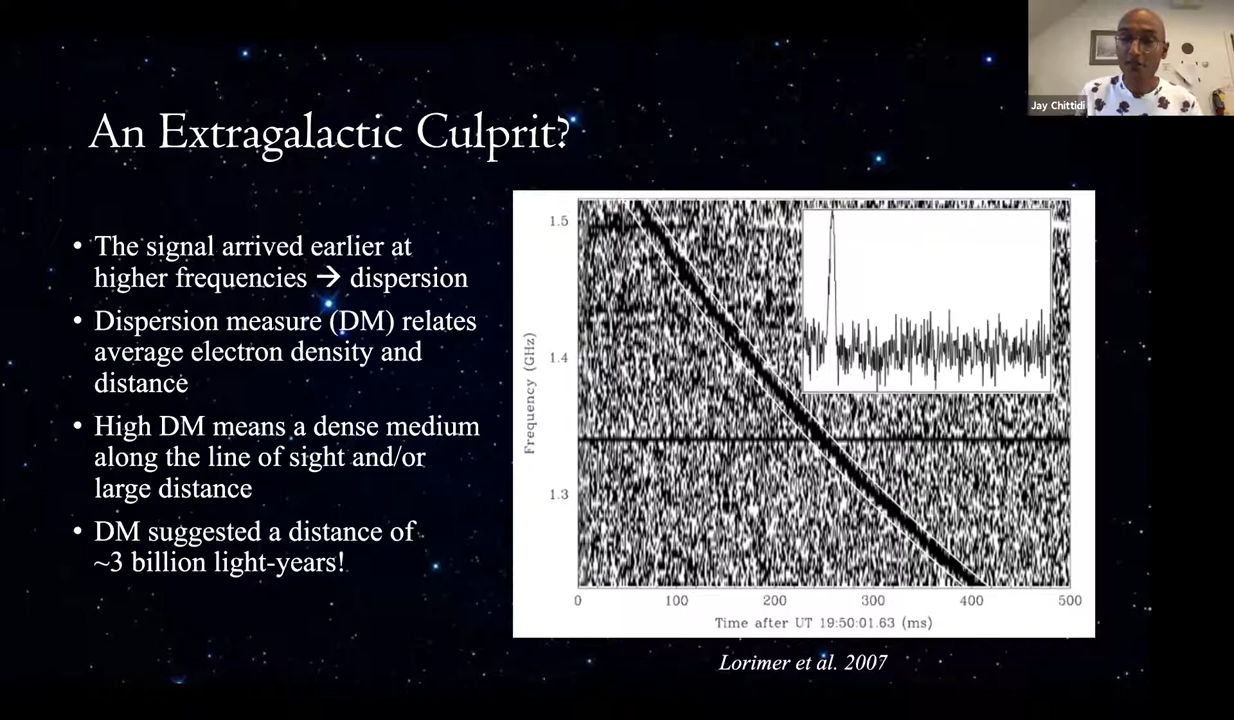 Jay Chittidi
An Extragalactic Culprit?
• The signal arrived earlier at
higher frequencies → dispersion
• Dispersion measure (DM) relates
average electron density and
distance
• High DM means a dense medium
along the line of sight and/or
large distance
• DM suggested a distance of
~3 billion light-years!
Frequency (GHz)
1.5
1.4
1.3
0 100 200 300 400 500
Time after UT 19:50:01.63 (ms)
Lorimer et al. 2007